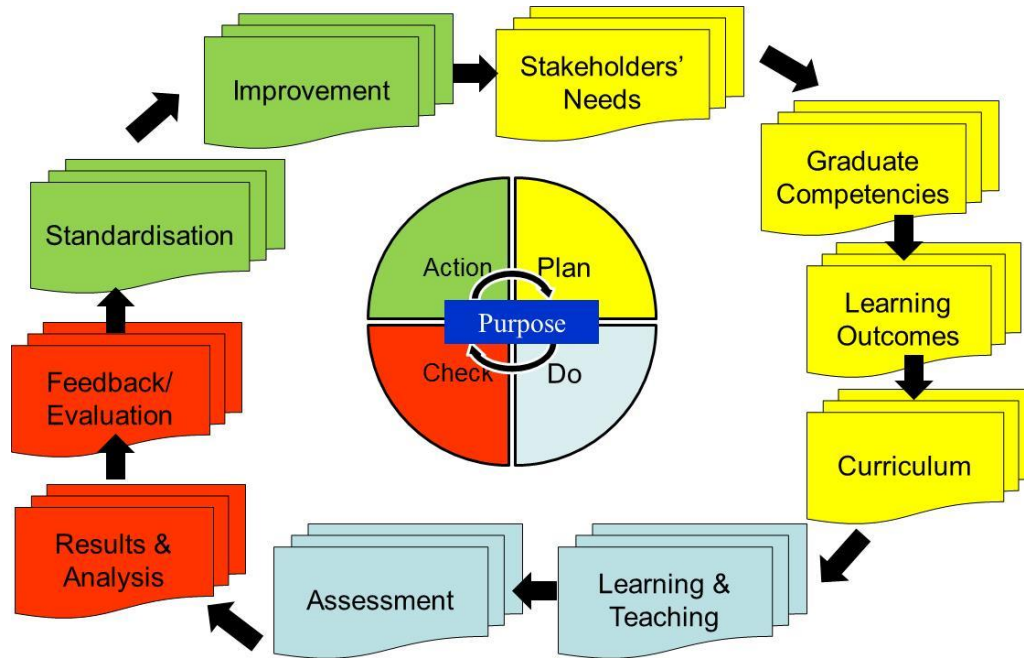 Improvement
Stakeholders'
Needs
Graduate
Competencies
Learning
Outcomes
Curriculum
Learning &
Teaching
Assessment
Results &
Analysis
Feedback/
Evaluation
Standardisation
Action
Plan
Purpose
Check
Do